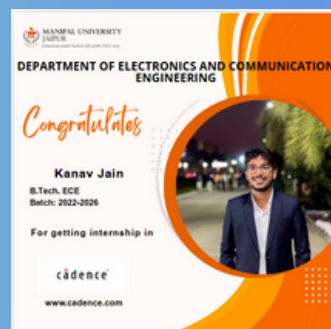 MANIPAL UNIVERSITY
JAIPUR
DEPARTMENT OF ELECTRONICS AND COMMUNICATION
ENGINEERING
Congratulates
Kanav Jain
B.Tech. ECE
Batch: 2022-2026
For getting internship in
cādence
www.cadence.com